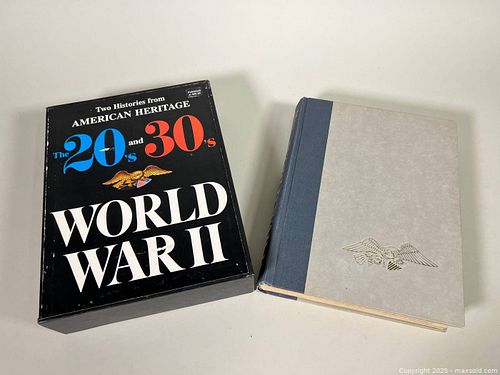 Two Histories from
AMERICAN HERITAGE
The 20's and 30's
WORLD
WAR II
Copyright 2025 - maxsold.com